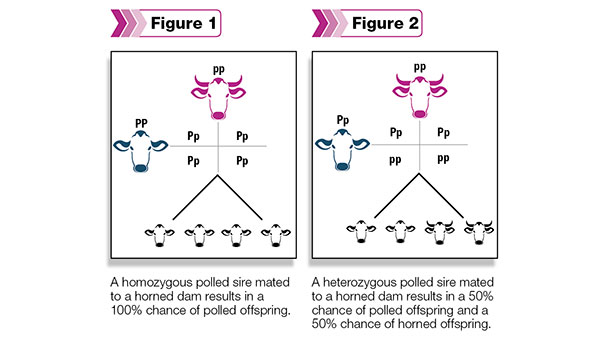 Figure 1
pp
PP
Pp Pp
Pp Pp
A homozygous polled sire mated
to a horned dam results in a
100% chance of polled offspring.
Figure 2
pp
Pp
Pp Pp
pp pp
A heterozygous polled sire mated
to a horned dam results in a 50%
chance of polled offspring and a
50% chance of horned offspring.